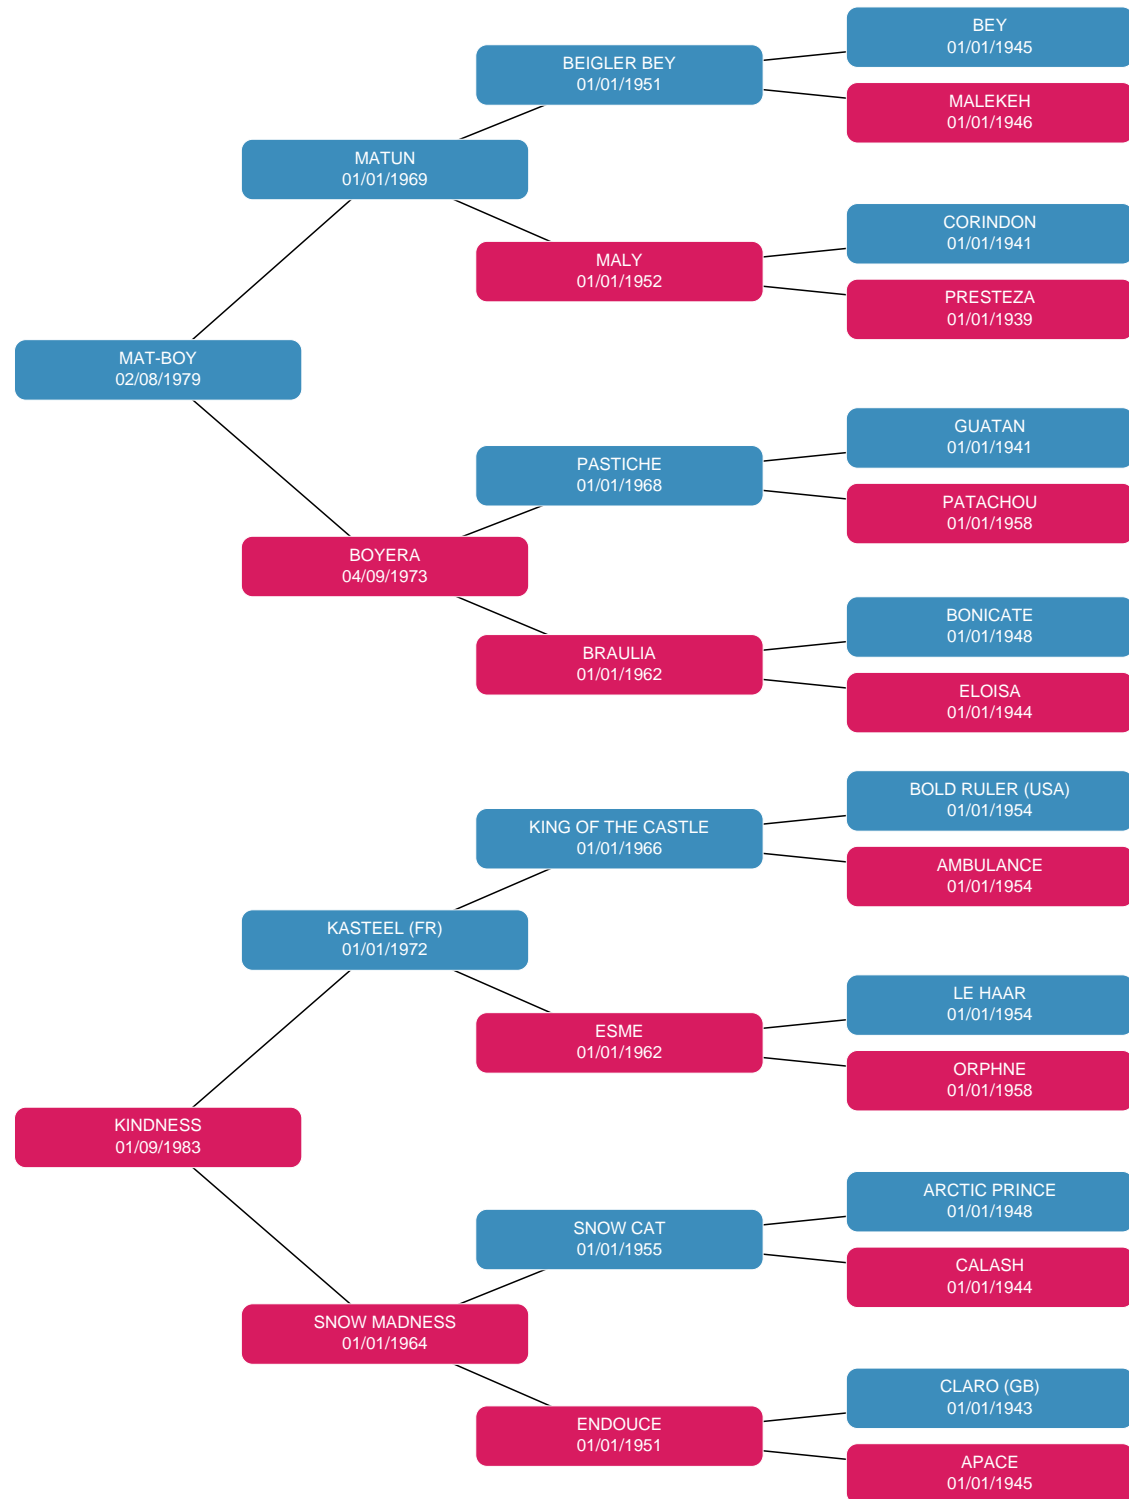 BEY
01/01/1945
BEIGLER BEY
01/01/1951
MALEKEH
01/01/1946
MATUN
01/01/1969
CORINDON
01/01/1941
MALY
01/01/1952
PRESTEZA
01/01/1939
MAT-BOY
02/08/1979
GUATAN
01/01/1941
PASTICHE
01/01/1968
PATACHOU
01/01/1958
BOYERA
04/09/1973
BONICATE
01/01/1948
BRAULIA
01/01/1962
ELOISA
01/01/1944
BOLD RULER (USA)
01/01/1954
KING OF THE CASTLE
01/01/1966
AMBULANCE
01/01/1954
KASTEEL (FR)
01/01/1972
LE HAAR
01/01/1954
ESME
01/01/1962
ORPHNE
01/01/1958
KINDNESS
01/09/1983
ARCTIC PRINCE
01/01/1948
SNOW CAT
01/01/1955
CALASH
01/01/1944
SNOW MADNESS
01/01/1964
CLARO (GB)
01/01/1943
ENDOUCE
01/01/1951
APACE
01/01/1945